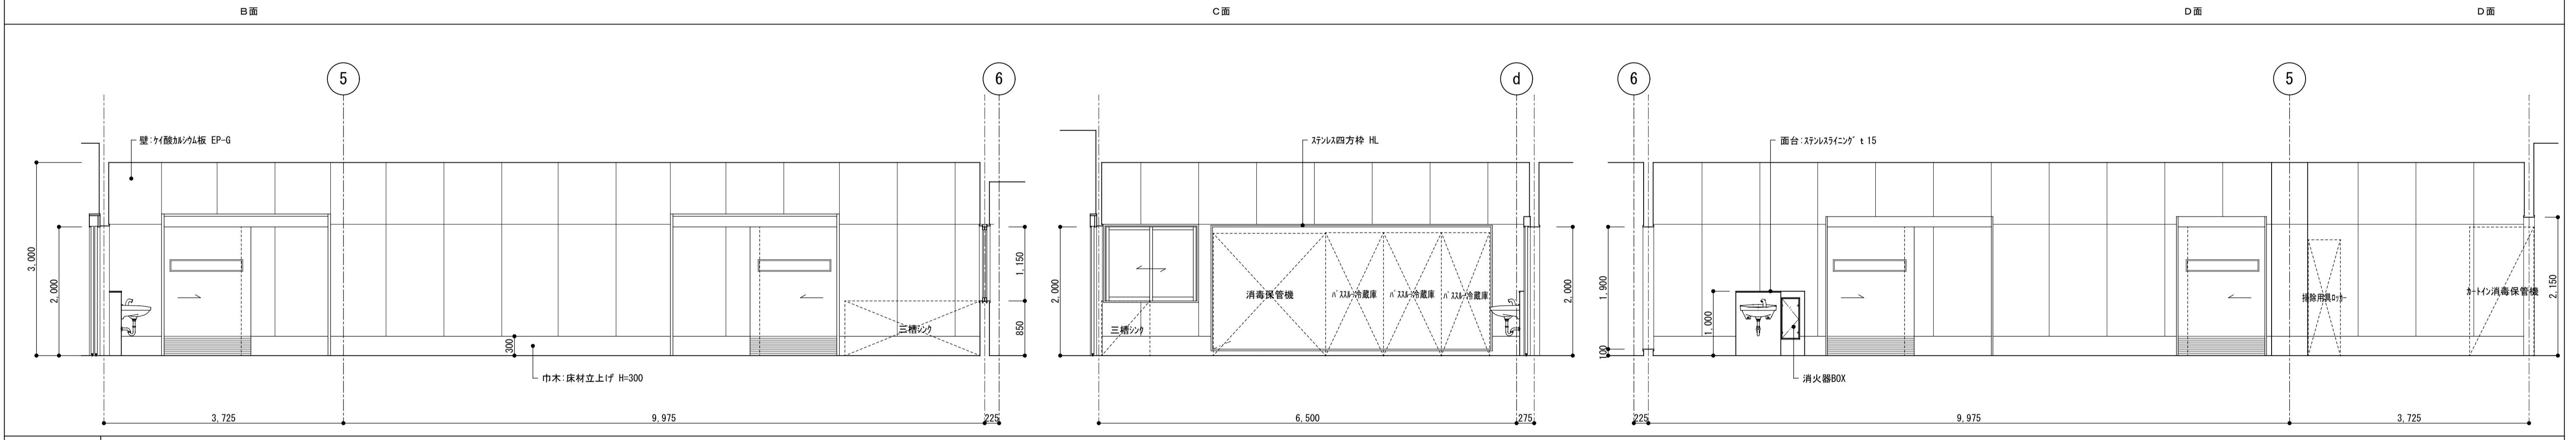 B面
C面
D面
D面
5
6
d
6
5
壁:ケイ酸カルシウム板 EP-G
3,000
2,000
300
巾木:床材立上げ H=300
三槽シンク
1,150
850
3,725
9,975
225
ステンレス四方枠 HL
2,000
三槽シンク
消毒保管機
パススルー冷蔵庫
パススルー冷蔵庫
パススルー冷蔵庫
2,000
6,500
275
面台:ステンレスライニング t 15
1,900
100
1,000
消火器BOX
掃除用具ロッカー
カートイン消毒保管機
2,150
225
9,975
3,725